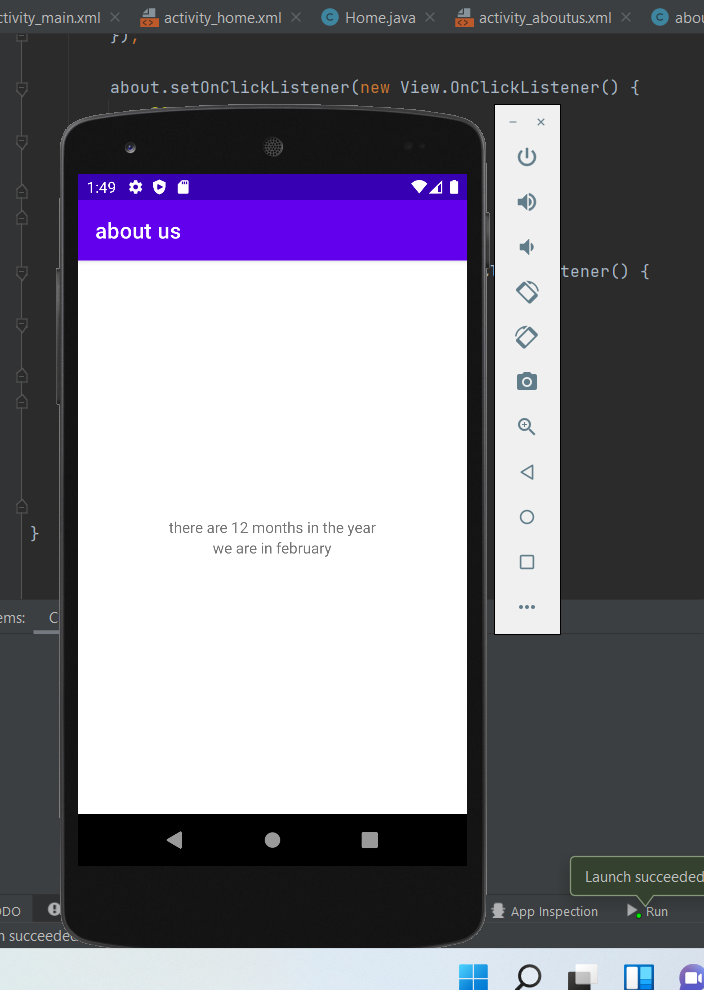 ctivity_main.xml activity_home.xml Home.java activity_aboutus.xml abou
});
about.setOnClickListener(new View.OnClickListener() {
1:49
about us
tener() {
there are 12 months in the year
we are in february
}
ems: C
Launch succeeded
ODO App Inspection Run
n succeeded